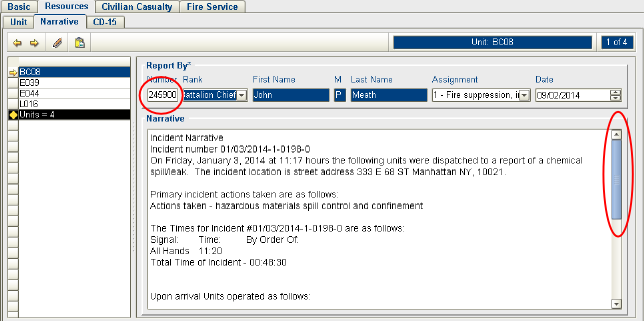 Basic Resources Civilian Casualty Fire Service
Unit Narrative CD-15
Unit: BC08 1 of 4
BC08
E039
E044
L016
Units = 4
Report By*
Number Rank First Name M Last Name Assignment Date
245900 Battalion Chief John P Meath 1 - Fire suppression, in 09/02/2014
Narrative
Incident Narrative
Incident number 01/03/2014-1-0198-0
On Friday, January 3, 2014 at 11:17 hours the following units were dispatched to a report of a chemical
spill/leak. The incident location is street address 333 E 68 ST Manhattan NY, 10021.
Primary incident actions taken are as follows:
Actions taken - hazardous materials spill control and confinement
The Times for Incident #01/03/2014-1-0198-0 are as follows:
Signal: Time: By Order Of:
All Hands 11:20
Total Time of Incident - 00:48:30
Upon arrival Units operated as follows: